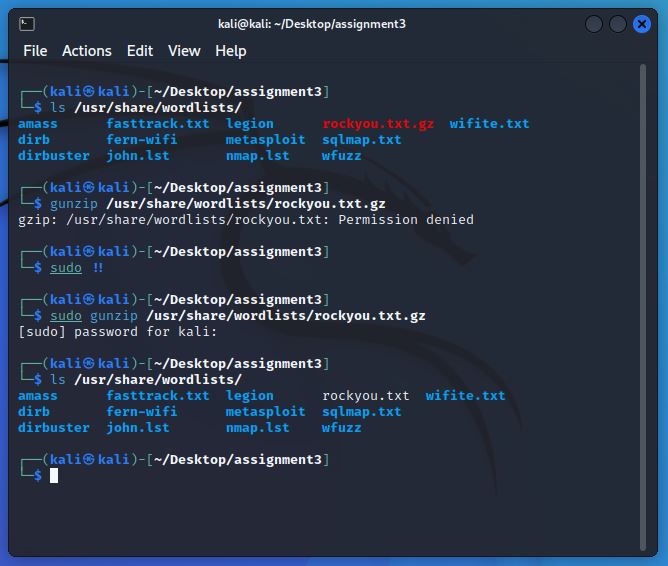 kali@kali: ~/Desktop/assignment3
File Actions Edit View Help
┌──(kali㉿kali)-[~/Desktop/assignment3]
└─$ ls /usr/share/wordlists/
amass fasttrack.txt legion rockyou.txt.gz wifite.txt
dirb fern-wifi metasploit sqlmap.txt
dirbuster john.lst nmap.lst wfuzz
┌──(kali㉿kali)-[~/Desktop/assignment3]
└─$ gunzip /usr/share/wordlists/rockyou.txt.gz
gzip: /usr/share/wordlists/rockyou.txt: Permission denied
┌──(kali㉿kali)-[~/Desktop/assignment3]
└─$ sudo !!
┌──(kali㉿kali)-[~/Desktop/assignment3]
└─$ sudo gunzip /usr/share/wordlists/rockyou.txt.gz
[sudo] password for kali:
┌──(kali㉿kali)-[~/Desktop/assignment3]
└─$ ls /usr/share/wordlists/
amass fasttrack.txt legion rockyou.txt wifite.txt
dirb fern-wifi metasploit sqlmap.txt
dirbuster john.lst nmap.lst wfuzz
┌──(kali㉿kali)-[~/Desktop/assignment3]
└─$